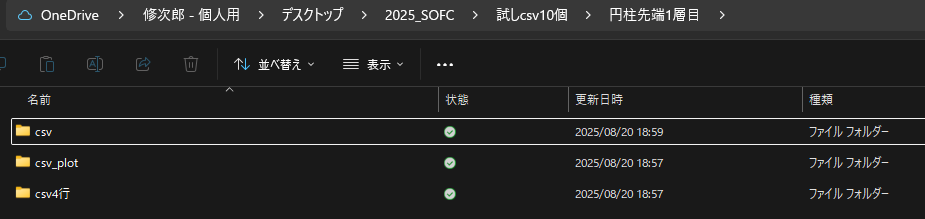 OneDrive > 修次郎 - 個人用 > デスクトップ > 2025_SOFC > 試しcsv10個 > 円柱先端1層目 >
並べ替え 表示 ...
名前 状態 更新日時 種類
csv 2025/08/20 18:59 ファイル フォルダー
csv_plot 2025/08/20 18:57 ファイル フォルダー
csv4行 2025/08/20 18:57 ファイル フォルダー